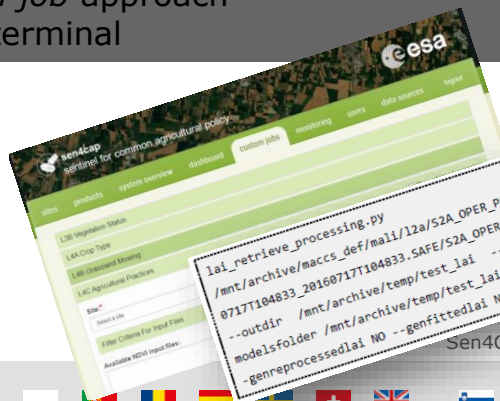 job approach
terminal
esa
sen4cap
sentinel for common agricultural policy
sites products system overview dashboard custom jobs monitoring users data sources logout
L3B Vegetation Status
L4A Crop Type
L4B Grassland Mowing
L4C Agricultural Practices
Site:*
Select a site
Filter Criteria For Input Files
Available NDVI input files:
lai_retrieve_processing.py
/mnt/archive/maccs_def/mali/l2a/S2A_OPER_P
0717T104833_20160717T104833.SAFE/S2A_OPER
--outdir /mnt/archive/temp/test_lai
modelsfolder /mnt/archive/temp/test_lai
-genreprocessedlai NO --genfittedlai